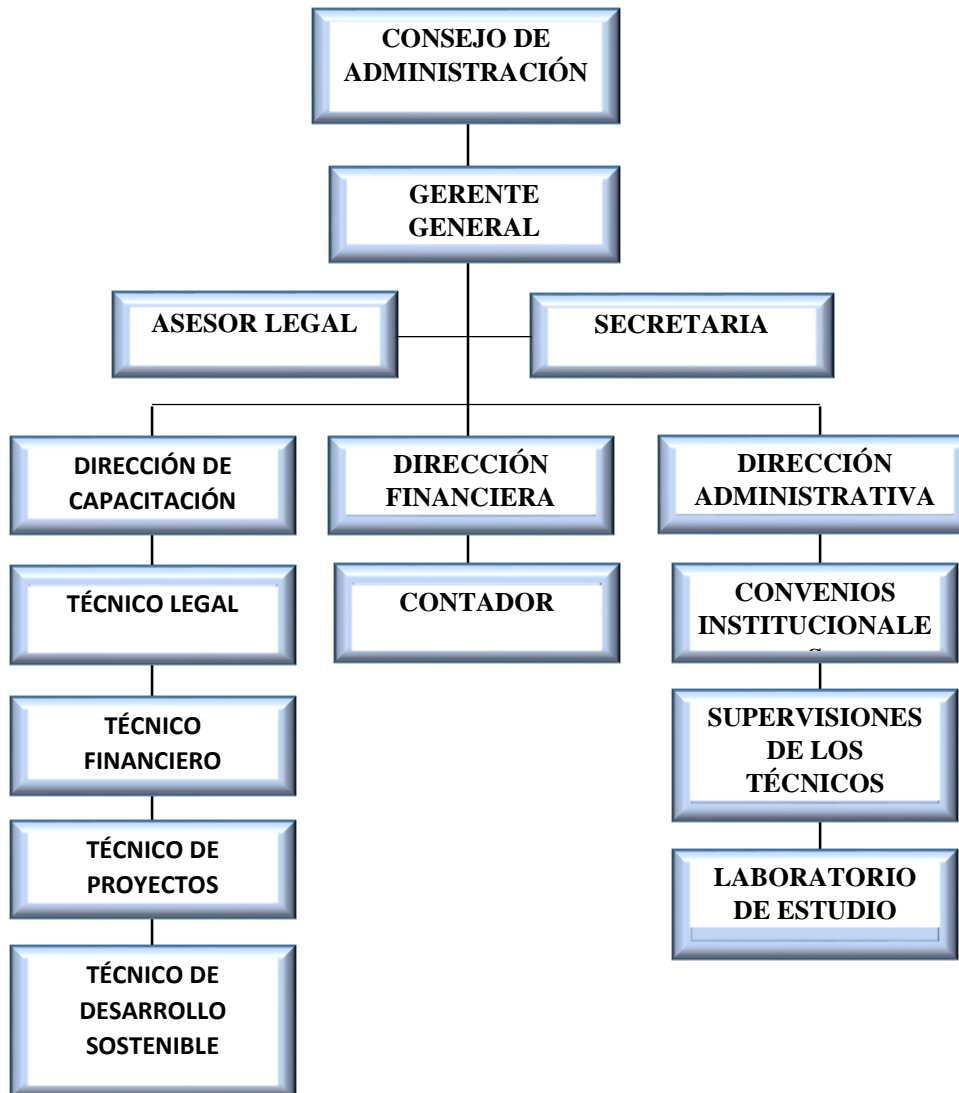 CONSEJO DE
ADMINISTRACIÓN
GERENTE
GENERAL
ASESOR LEGAL
SECRETARIA
DIRECCIÓN DE
CAPACITACIÓN
DIRECCIÓN
FINANCIERA
DIRECCIÓN
ADMINISTRATIVA
TÉCNICO LEGAL
CONTADOR
CONVENIOS
INSTITUCIONALE
S
TÉCNICO
FINANCIERO
SUPERVISIONES
DE LOS
TÉCNICOS
TÉCNICO DE
PROYECTOS
LABORATORIO
DE ESTUDIO
TÉCNICO DE
DESARROLLO
SOSTENIBLE